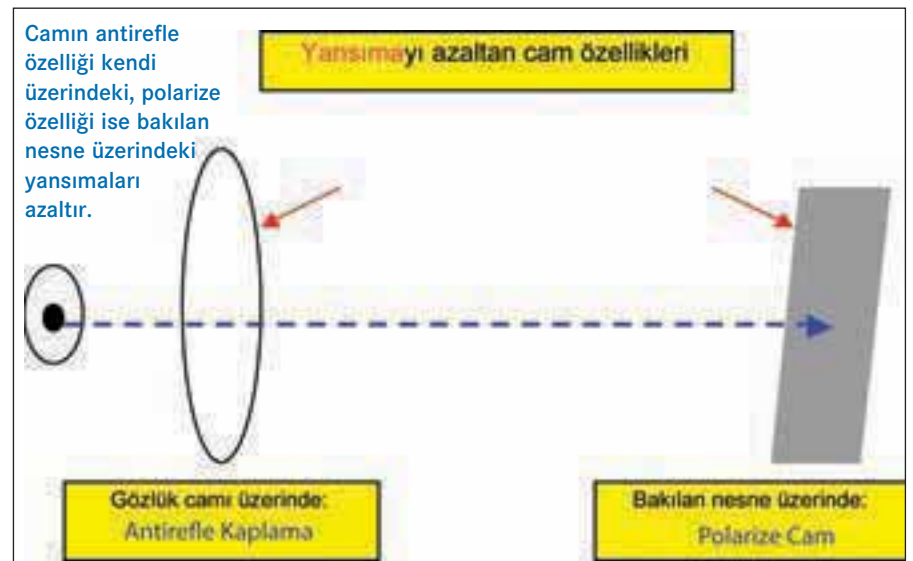 Camın antirefle
özelliği kendi
üzerindeki, polarize
özelliği ise bakılan
nesne üzerindeki
yansımaları
azaltır.
Yansımayı azaltan cam özellikleri
Gözlük camı üzerinde:
Antirefle Kaplama
Bakılan nesne üzerinde:
Polarize Cam